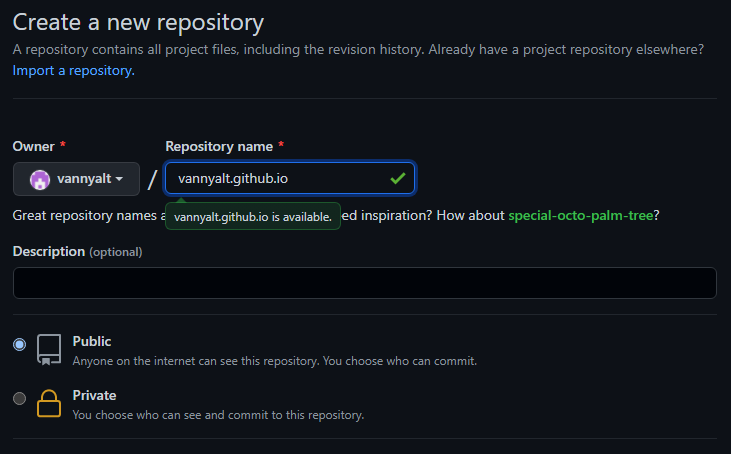 Create a new repository
A repository contains all project files, including the revision history. Already have a project repository elsewhere?
Import a repository.
Owner *
Repository name *
vannyalt
/
vannyalt.github.io
Great repository names a
ed inspiration? How about special-octo-palm-tree?
vannyalt.github.io is available.
Description (optional)
Public
Anyone on the internet can see this repository. You choose who can commit.
Private
You choose who can see and commit to this repository.